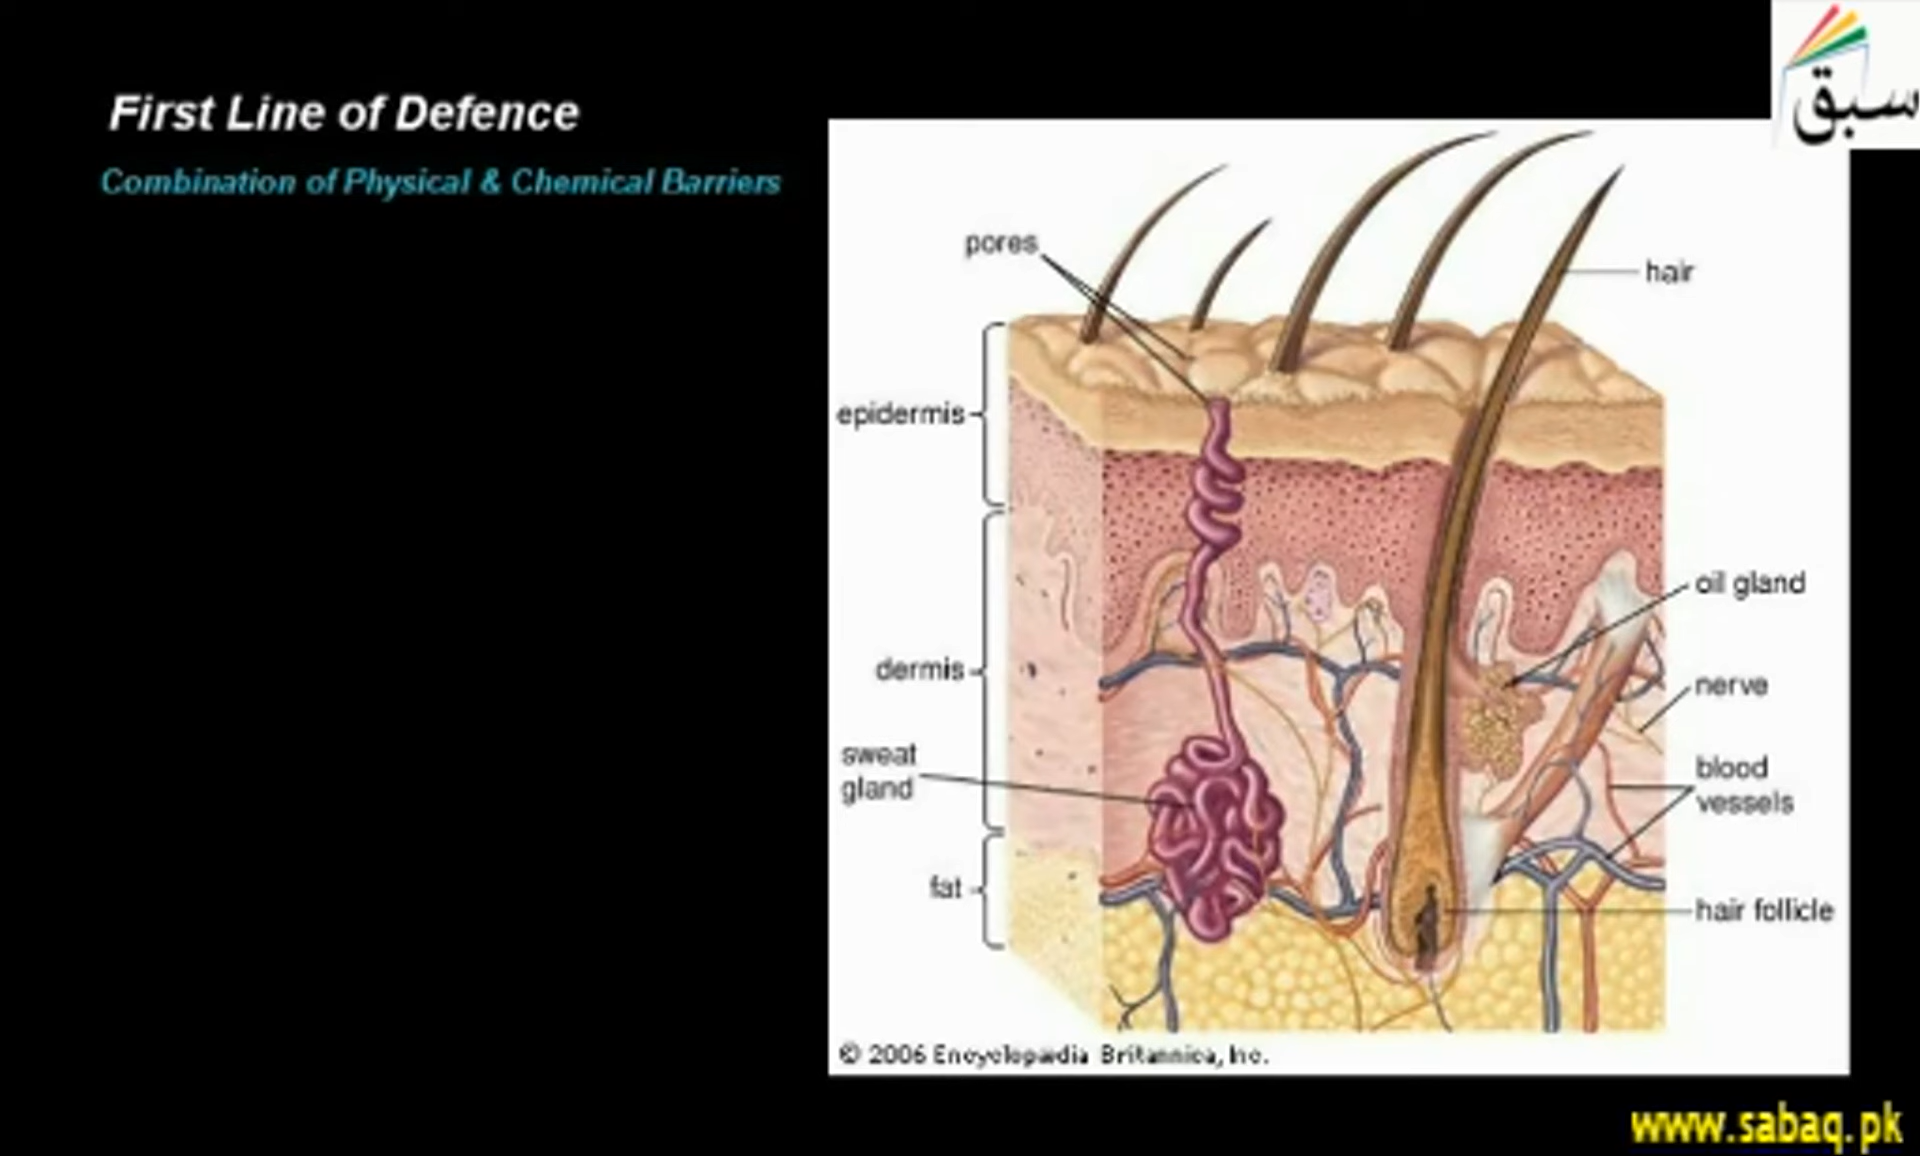 سبق
First Line of Defence
Combination of Physical & Chemical Barriers
pores
hair
epidermis
oil gland
dermis
nerve
sweat
gland
blood
vessels
fat
hair follicle
© 2006 Encyclopædia Britannica, Inc.
www.sabaq.pk